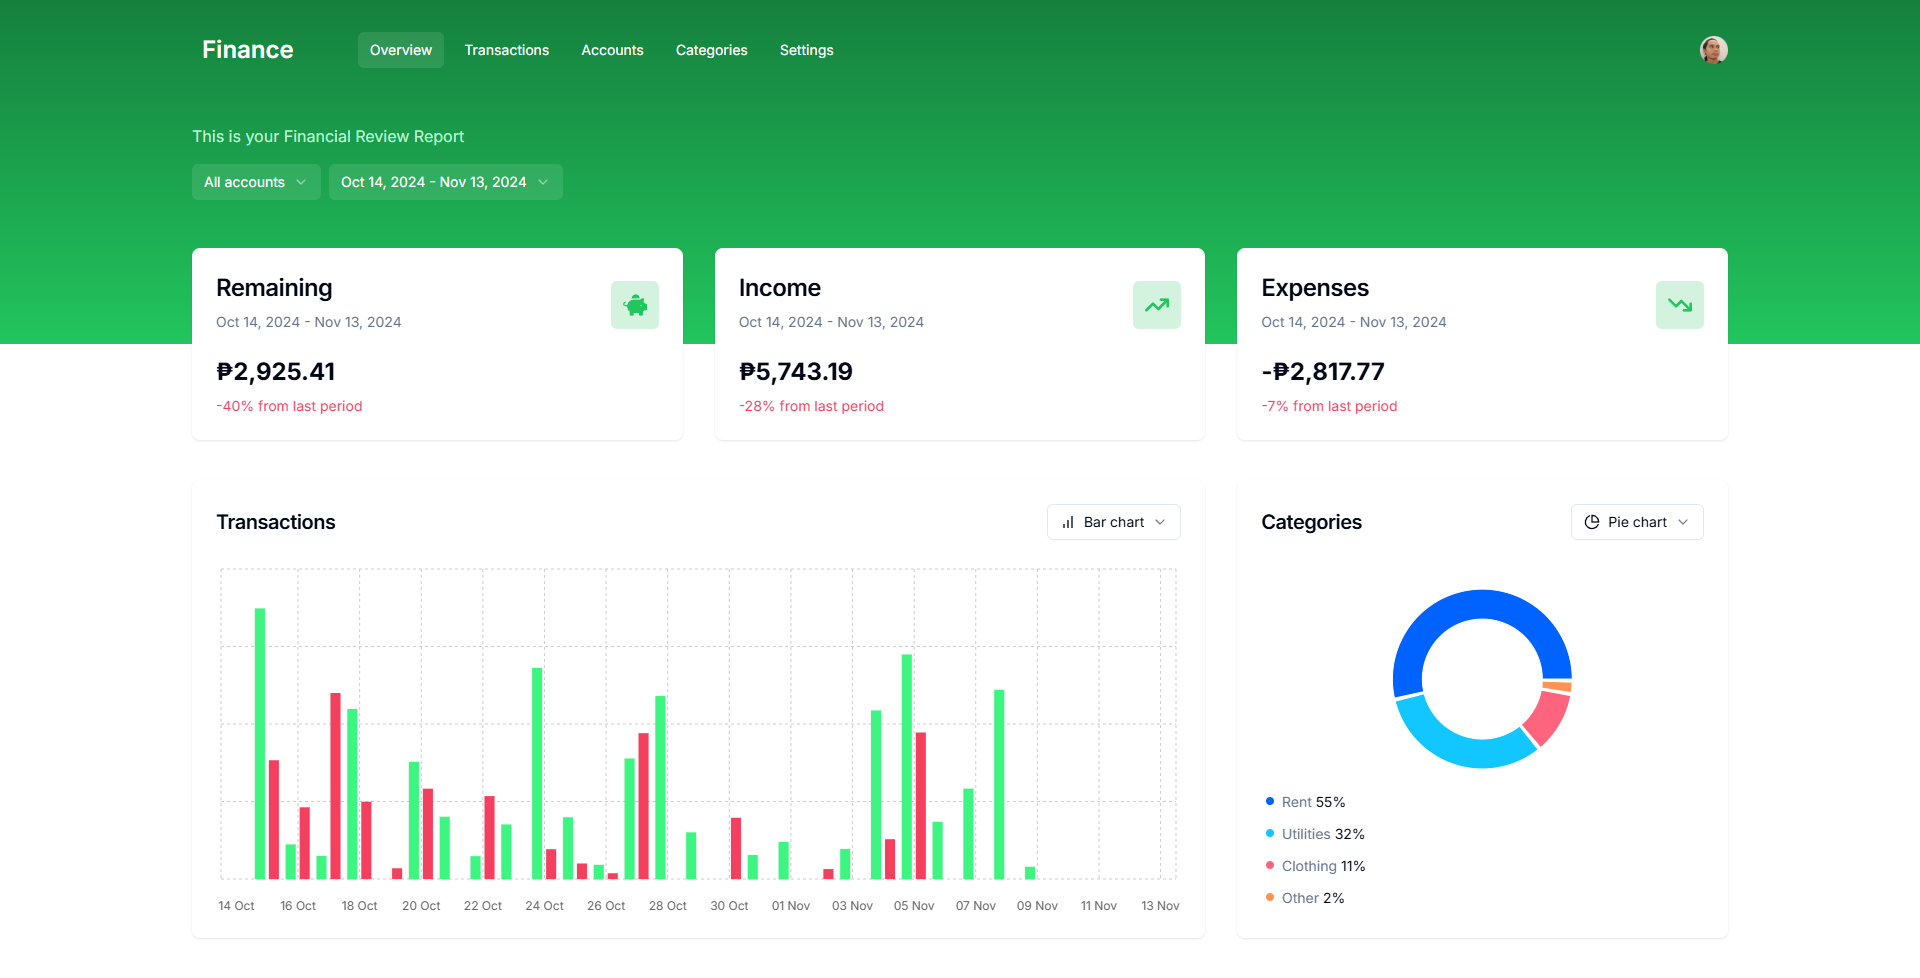 Finance
Overview
Transactions
Accounts
Categories
Settings
This is your Financial Review Report
All accounts
Oct 14, 2024 - Nov 13, 2024
Remaining
Oct 14, 2024 - Nov 13, 2024
₱2,925.41
-40% from last period
Income
Oct 14, 2024 - Nov 13, 2024
₱5,743.19
-28% from last period
Expenses
Oct 14, 2024 - Nov 13, 2024
-₱2,817.77
-7% from last period
Transactions
Bar chart
14 Oct 16 Oct 18 Oct 20 Oct 22 Oct 24 Oct 26 Oct 28 Oct 30 Oct 01 Nov 03 Nov 05 Nov 07 Nov 09 Nov 11 Nov 13 Nov
Categories
Pie chart
Rent 55%
Utilities 32%
Clothing 11%
Other 2%